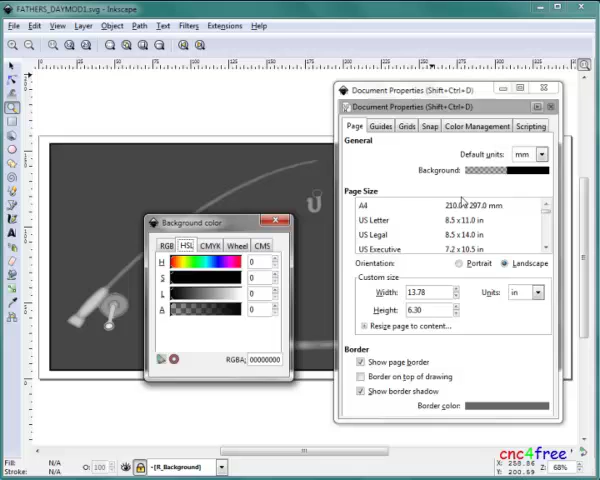 FATHERS_DAYMOD1.svg - Inkscape
File Edit View Layer Object Path Text Filters Extensions Help
Document Properties (Shift+Ctrl+D)
Document Properties (Shift+Ctrl+D)
Page Guides Grids Snap Color Management Scripting
General
Default units: mm
Background:
Page Size
A4 210.0 x 297.0 mm
US Letter 8.5 x 11.0 in
US Legal 8.5 x 14.0 in
US Executive 7.2 x 10.5 in
Orientation: Portrait Landscape
Custom size
Width: 13.78 Units: in
Height: 6.30
Resize page to content...
Border
Show page border
Border on top of drawing
Show border shadow
Border color:
Background color
RGB HSL CMYK Wheel CMS
H 0
S 0
L 0
A 0
RGBA: 00000000
cnc4free
Fill: N/A
Stroke: N/A
O: 100
[R_Background]
X: 258.86
Y: 200.69
Z: 68%